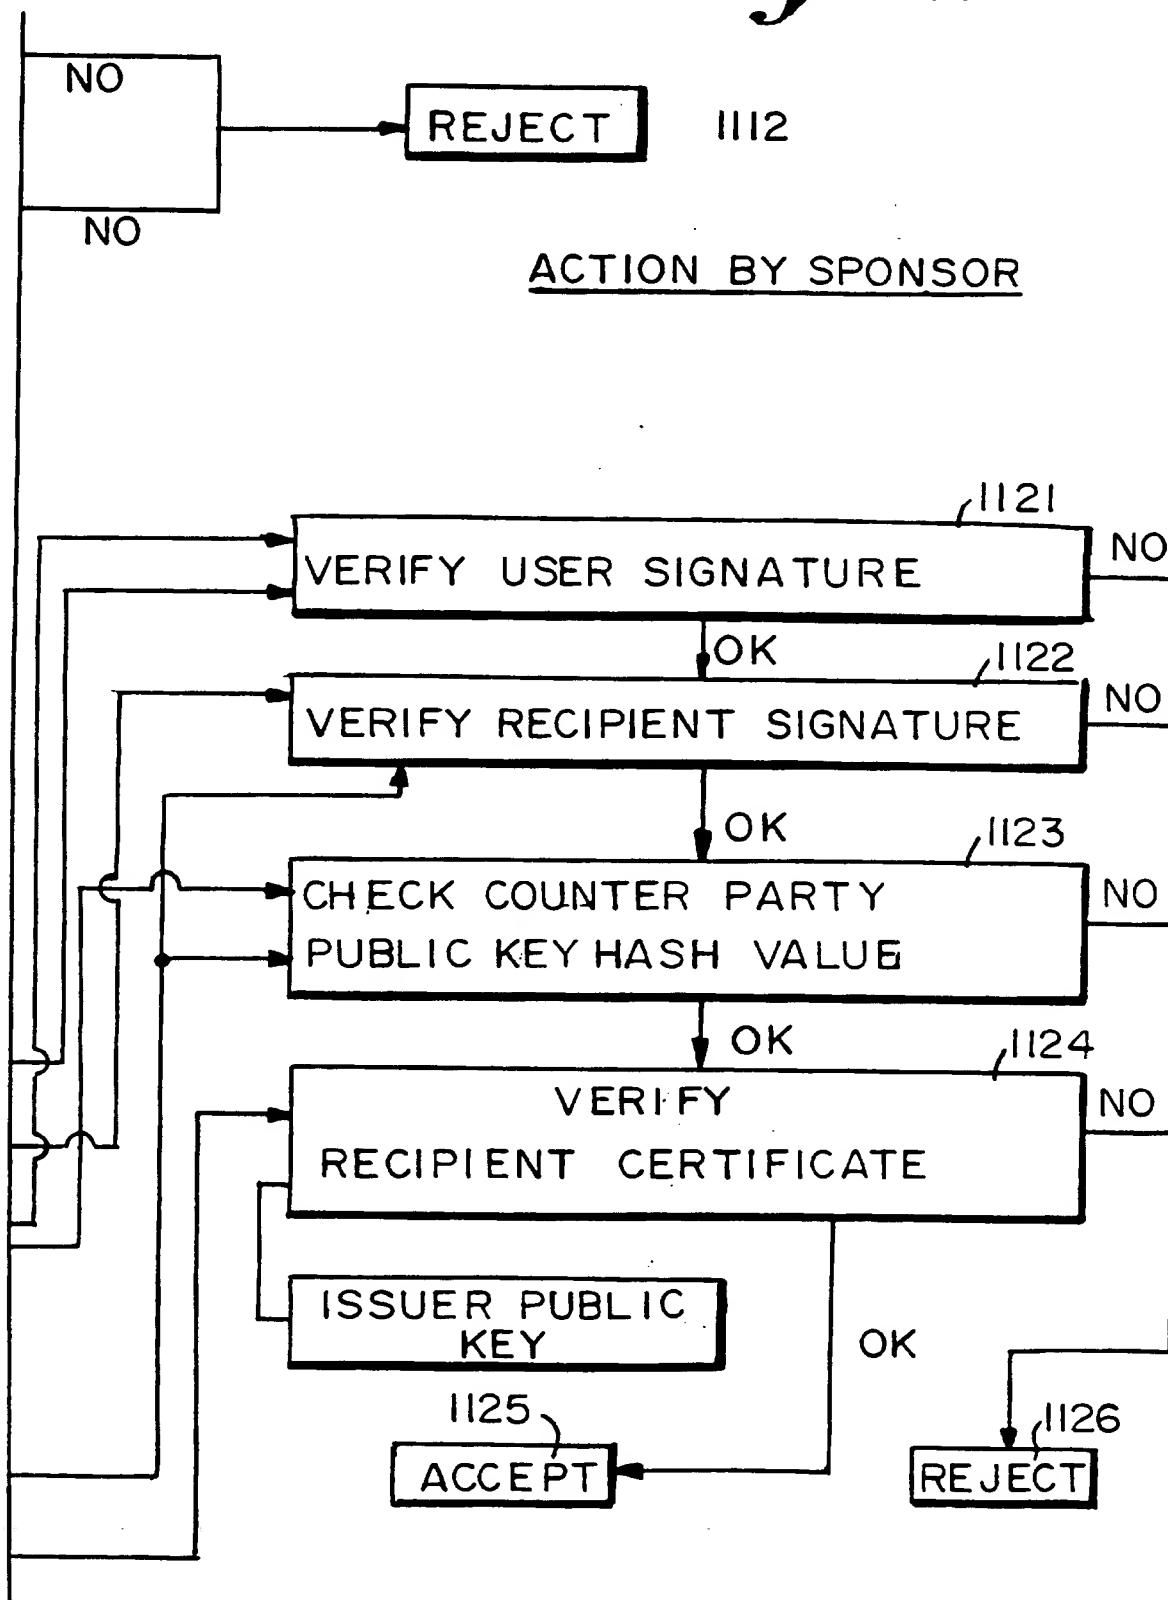 NO
REJECT 1112
NO
ACTION BY SPONSOR
1121
NO
VERIFY USER SIGNATURE
OK
1122
NO
VERIFY RECIPIENT SIGNATURE
OK
1123
CHECK COUNTER PARTY
NO
PUBLIC KEY HASH VALUE
OK
1124
VERIFY
NO
RECIPIENT CERTIFICATE
ISSUER PUBLIC
KEY
OK
1125
1126
ACCEPT
REJECT